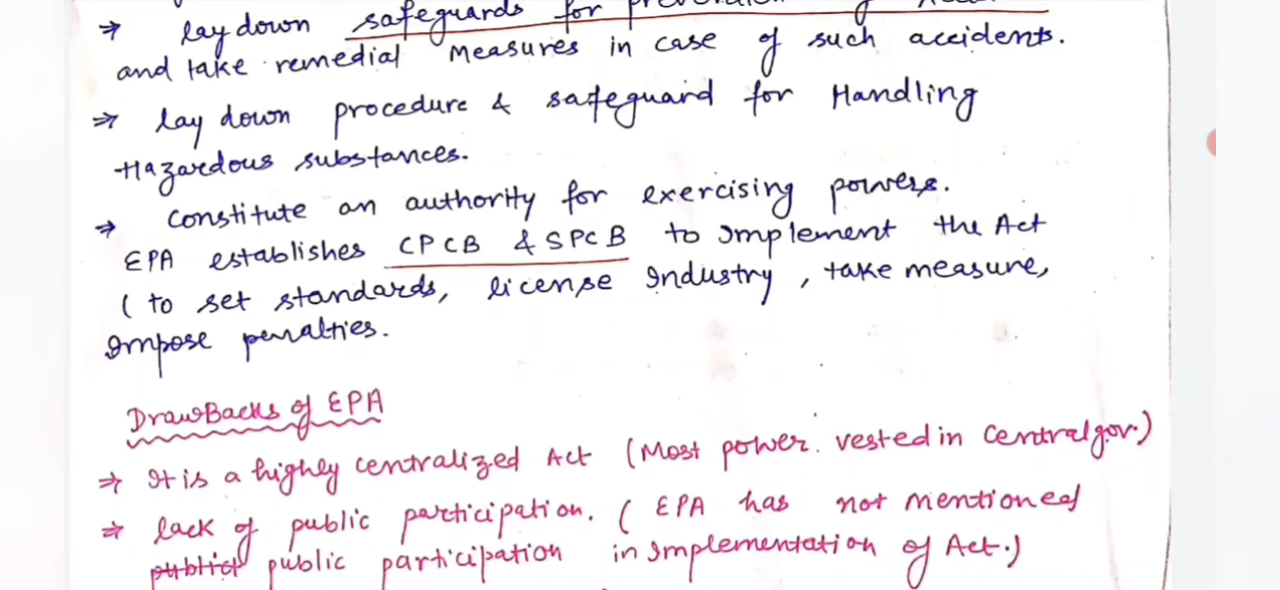 ⇒ lay down safeguards for
and take remedial measures in case of such accidents.
⇒ lay down procedure & safeguard for Handling
Hazardous substances.
⇒ constitute an authority for exercising powers.
EPA establishes CPCB & SPCB to Implement the Act
( to set standards, license Industry, take measure,
Impose penalties.
DrawBacks of EPA
⇒ It is a highly centralized Act (Most power. vested in Central gov.)
⇒ lack of public participation. ( EPA has not mentioned
public participation in Implementation of Act.)